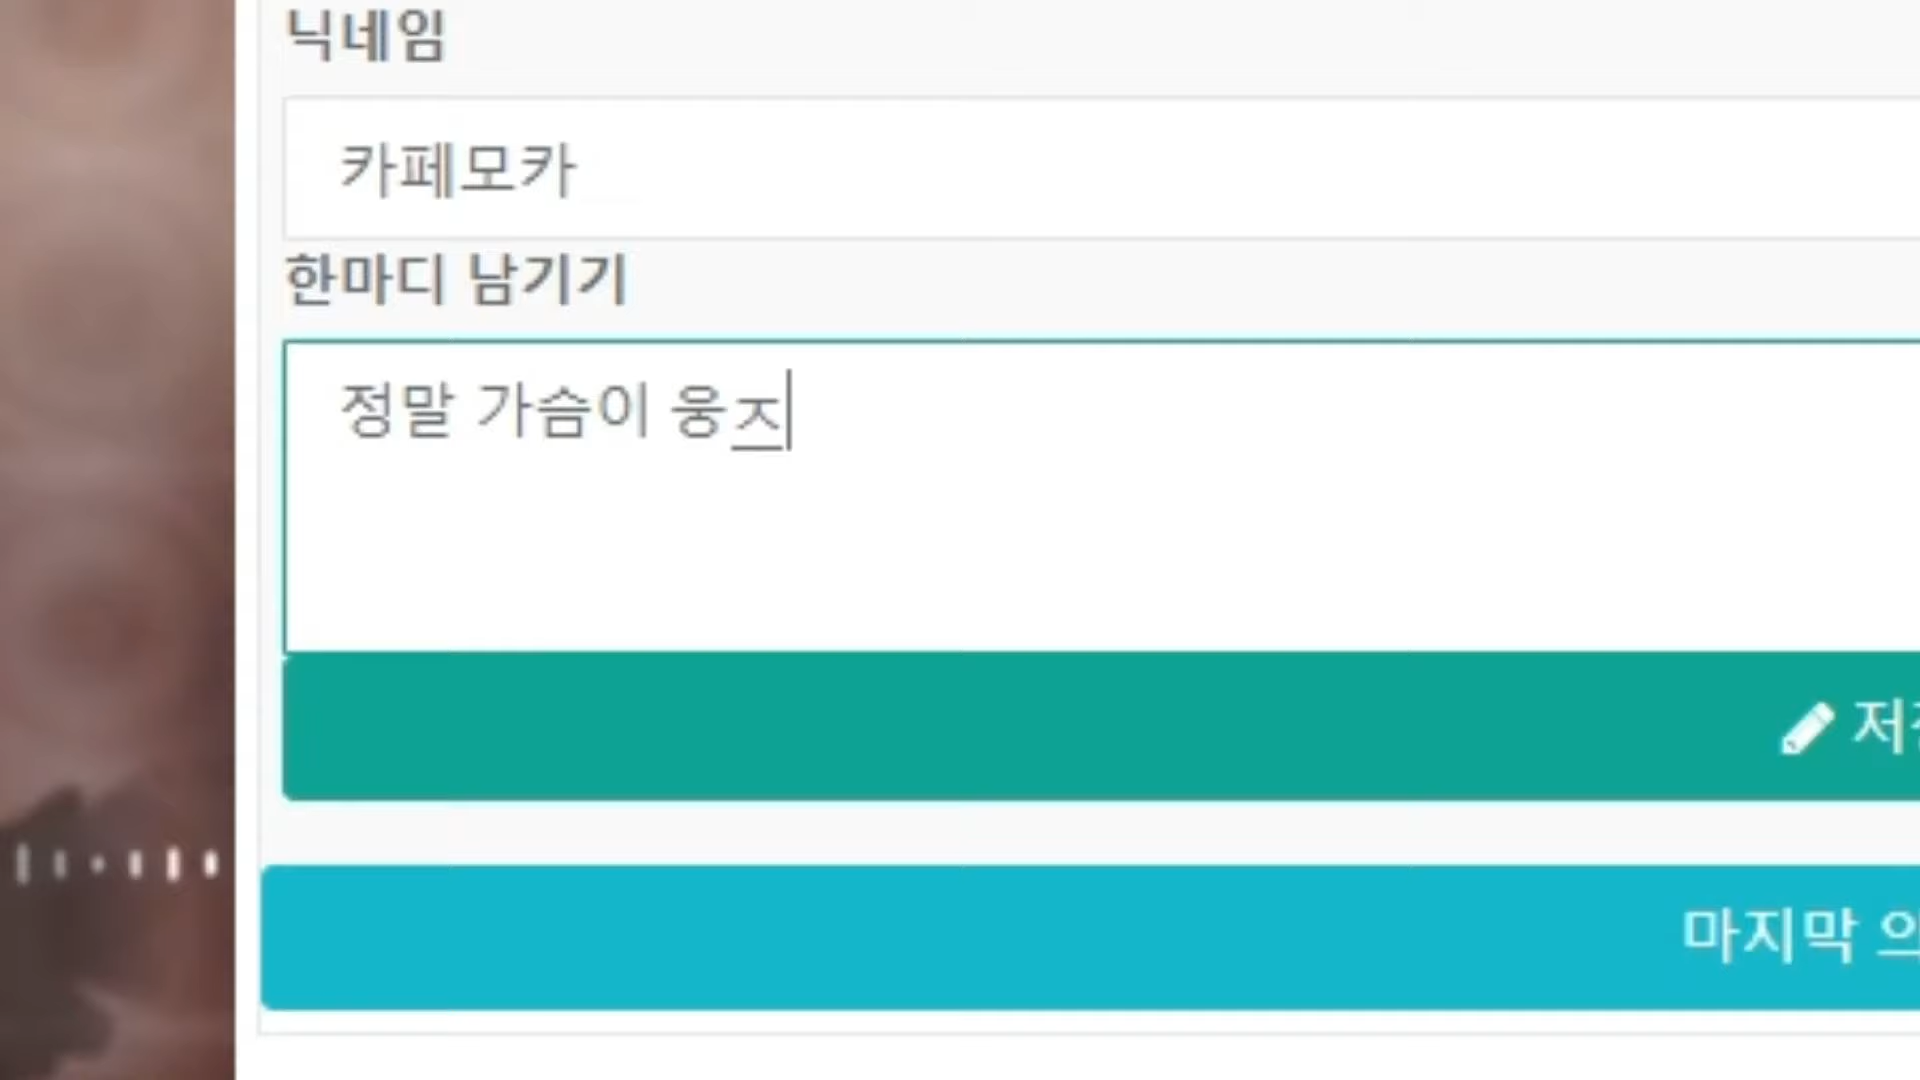 닉네임
카페모카
한마디 남기기
정말 가슴이 웅ㅈ
마지막